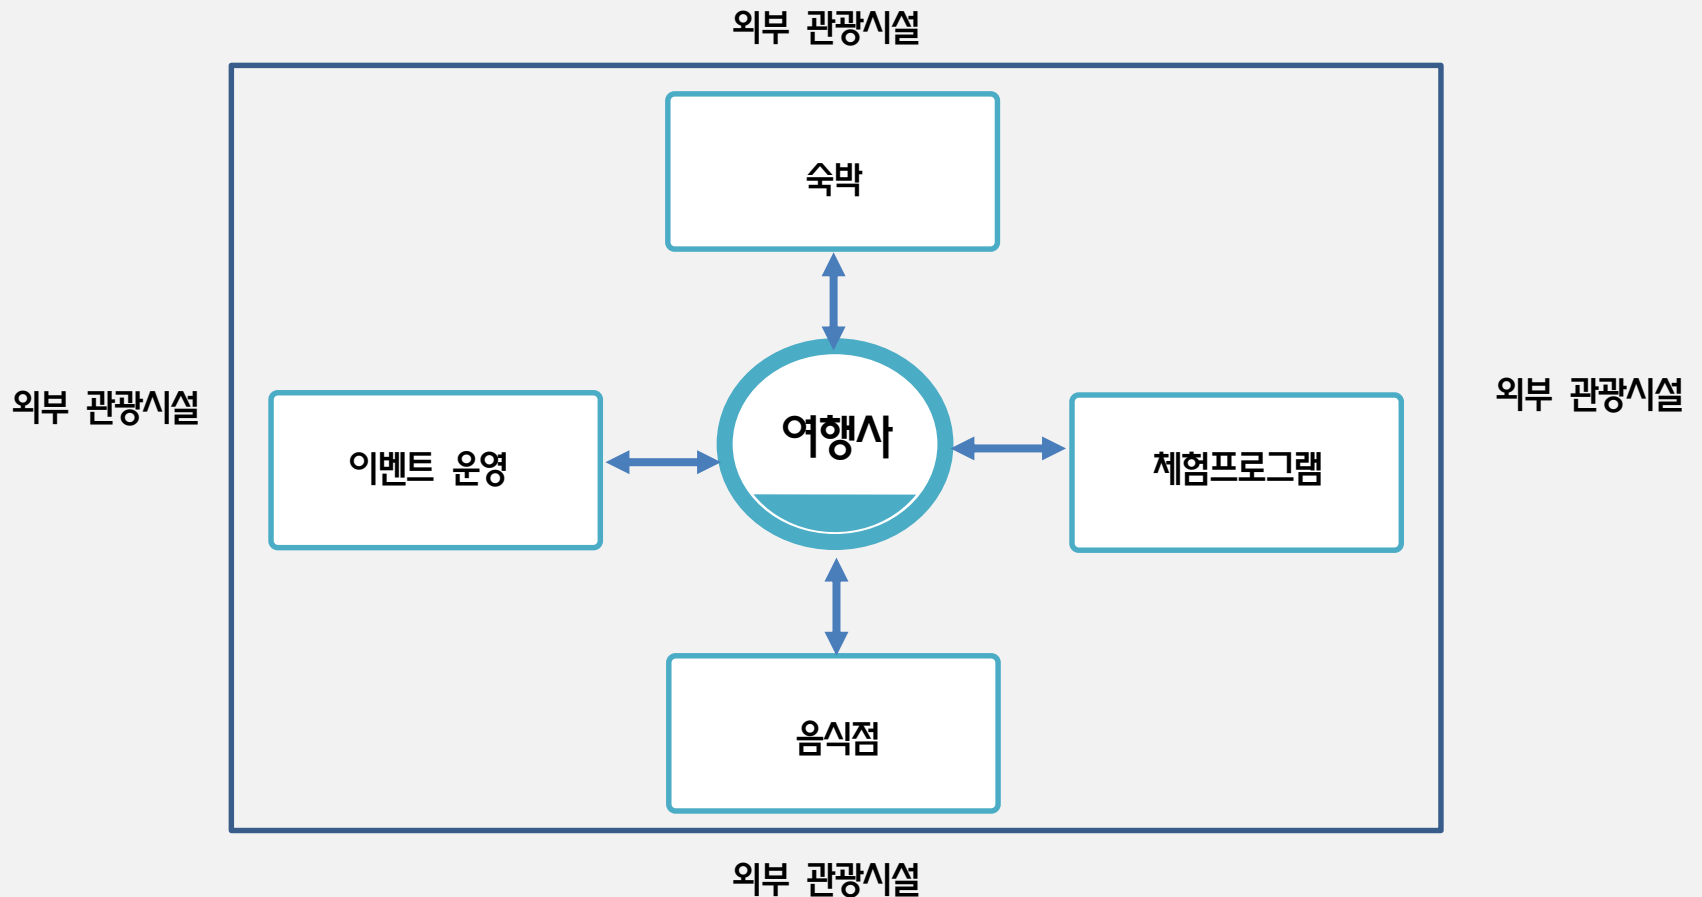 외부 관광시설
숙박
외부 관광시설
외부 관광시설
여행사
이벤트 운영
체험프로그램
음식점
외부 관광시설